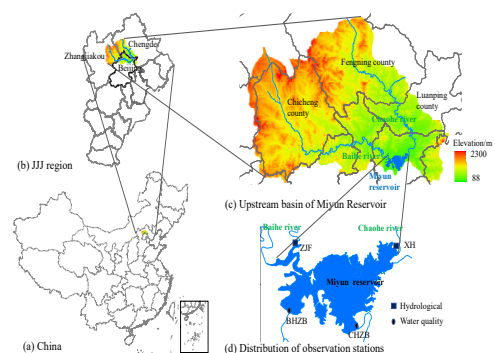 Chengde
Zhangjiakou
Beijing
(b) JJJ region
Fengning county
Luanping
county
Chicheng
county
Chaohe river
Baihe river
Miyun
reservoir
Elevation/m
2300
88
(c) Upstream basin of Miyun Reservoir
Baihe river
Chaohe river
ZJF
XH
Miyun reservoir
Hydrological
BHZB
Water quality
CHZB
(a) China
(d) Distribution of observation stations